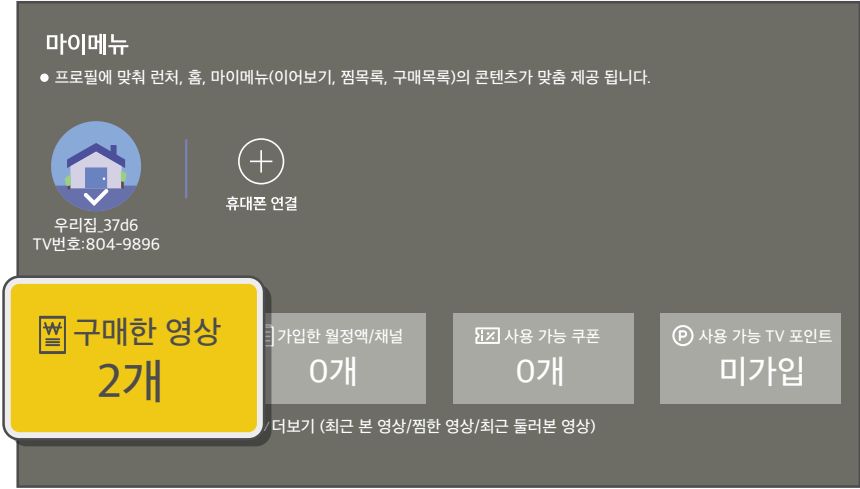 마이메뉴
● 프로필에 맞춰 런처, 홈, 마이메뉴(이어보기, 찜목록, 구매목록)의 콘텐츠가 맞춤 제공 됩니다.
우리집_37d6
TV번호:804-9896
휴대폰 연결
구매한 영상
2개
가입한 월정액/채널
0개
사용 가능 쿠폰
0개
Ⓟ 사용 가능 TV 포인트
미가입
더보기 (최근 본 영상/찜한 영상/최근 둘러본 영상)